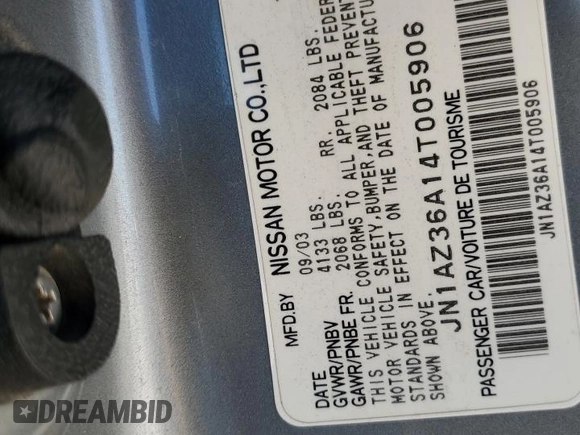 MFD.BY NISSAN MOTOR CO.,LTD
DATE 09/03
GVWR/PNBV 4133 LBS.
GAWR/PNBE FR. 2068 LBS. RR. 2084 LBS.
THIS VEHICLE CONFORMS TO ALL APPLICABLE FEDER
MOTOR VEHICLE SAFETY,BUMPER,AND THEFT PREVENT
STANDARDS IN EFFECT ON THE DATE OF MANUFACTU
SHOWN ABOVE.
JN1AZ36A14T005906
PASSENGER CAR/VOITURE DE TOURISME
JN1AZ36A14T005906
DREAMBID